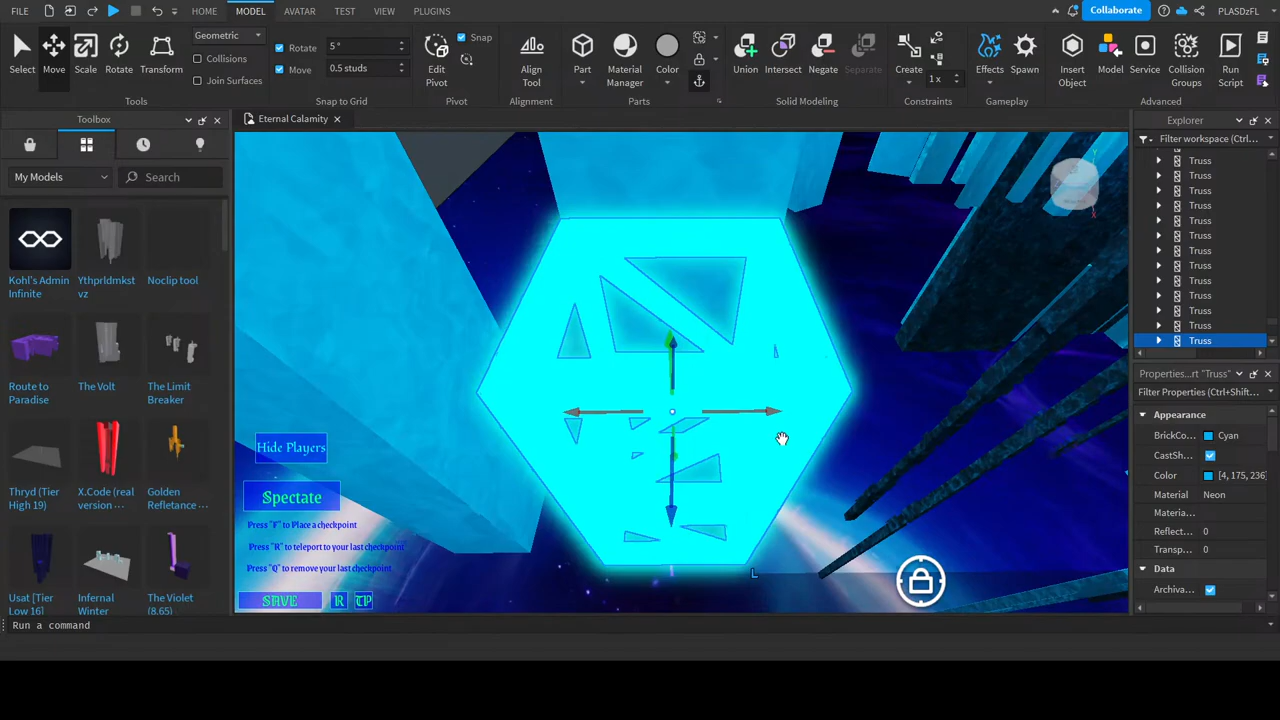 FILE HOME MODEL AVATAR TEST VIEW PLUGINS Collaborate PLASDzFL
Select Move Scale Rotate Transform
Geometric
Collisions
Join Surfaces
Tools
Rotate 5 °
Move 0.5 studs
Snap to Grid
Edit
Pivot
Snap
Pivot
Align
Tool
Alignment
Part Material
Manager Color
Parts
Union Intersect Negate Separate
Solid Modeling
Create
1 x
Constraints
Effects Spawn
Gameplay
Insert
Object Model Service Collision
Groups Run
Script
Advanced
Toolbox
Eternal Calamity
Explorer
Filter workspace (Ctrl+...
My Models
Search
Kohl's Admin
Infinite
Ythprldmkst
vz
Noclip tool
Route to
Paradise
The Volt
The Limit
Breaker
Thryd (Tier
High 19)
X.Code (real
version ...
Golden
Refletance ...
Usat [Tier
Low 16]
Infernal
Winter
The Violet
(8.65)
Hide Players
Spectate
Press "F" to Place a checkpoint
Press "R" to teleport to your last checkpoint
Press "Q" to remove your last checkpoint
SAVE R TP
Y
X
L
Truss
Truss
Truss
Truss
Truss
Truss
Truss
Truss
Truss
Truss
Truss
Truss
Truss
Properties...rt "Truss"
Filter Properties (Ctrl+Shift...
Appearance
BrickCo... Cyan
CastSh...
Color [4, 175, 236]
Material Neon
Materia...
Reflect... 0
Transp... 0
Data
Archiva...
Run a command